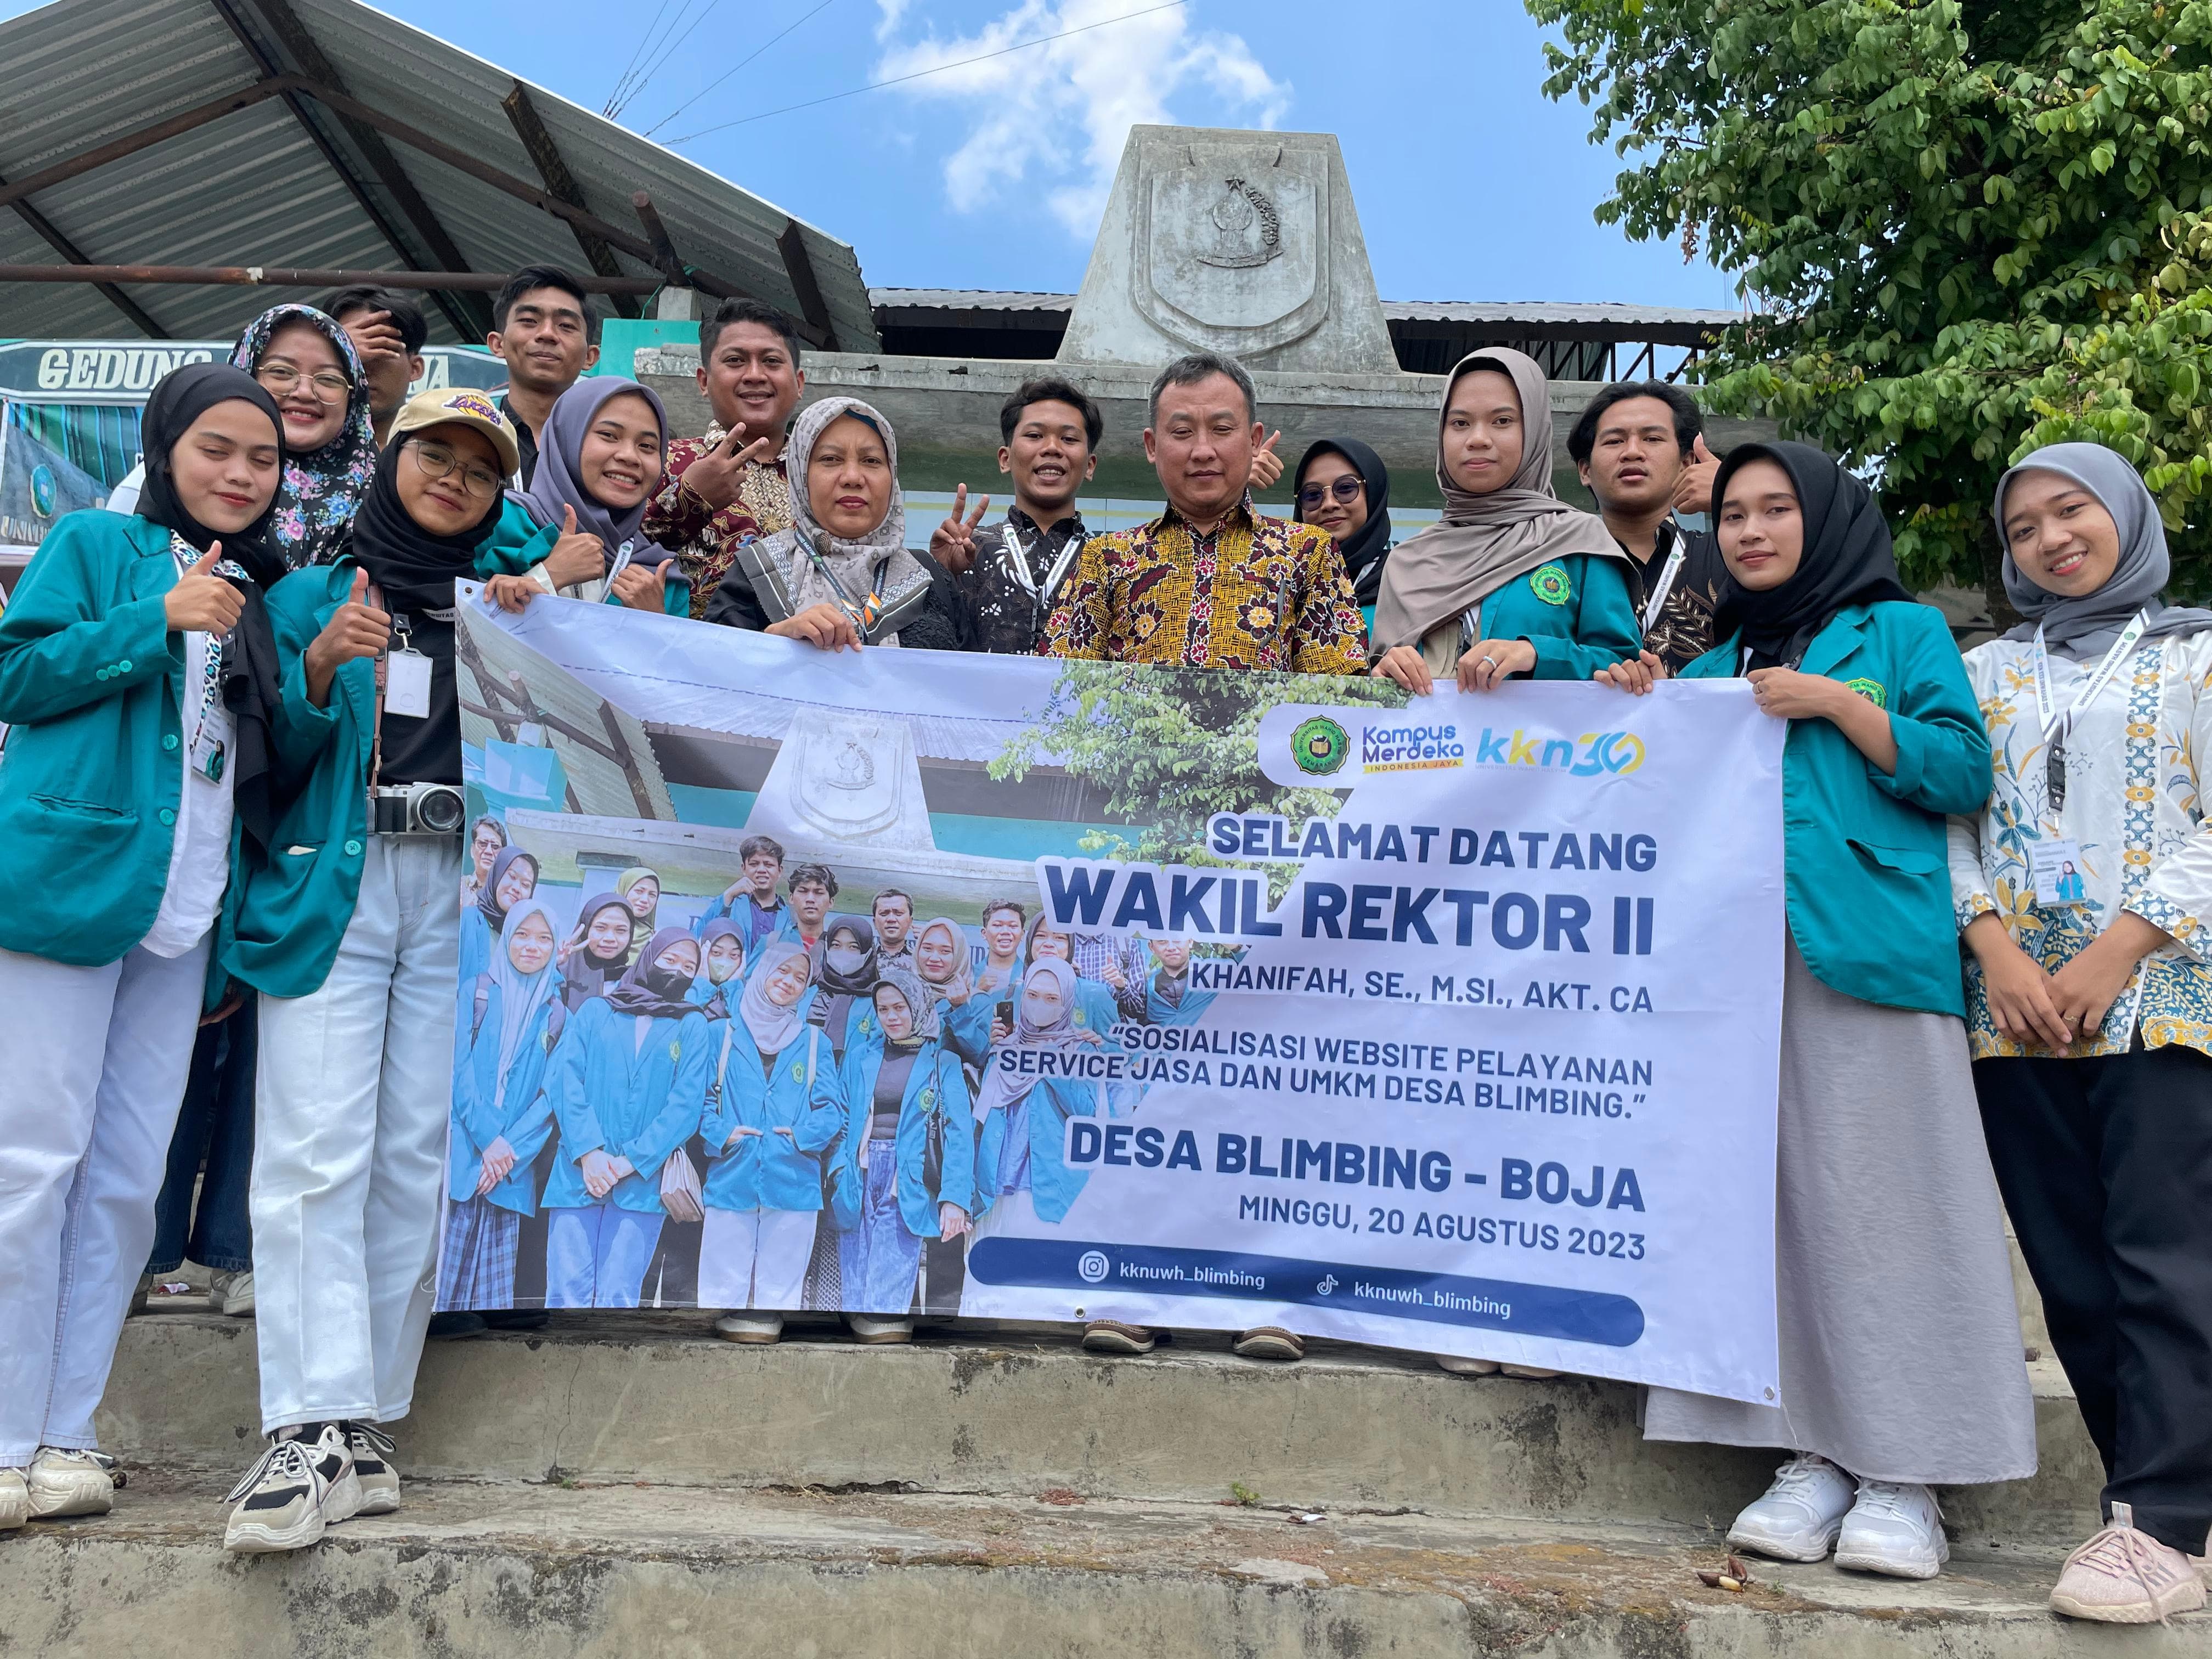 GEDUNG
Kampus
Merdeka
INDONESIA JAYA
kkn30
SELAMAT DATANG
WAKIL REKTOR II
KHANIFAH, SE., M.SI., AKT. CA
"SOSIALISASI WEBSITE PELAYANAN
SERVICE JASA DAN UMKM DESA BLIMBING."
DESA BLIMBING - BOJA
MINGGU, 20 AGUSTUS 2023
kknuwh_blimbing
kknuwh_blimbing